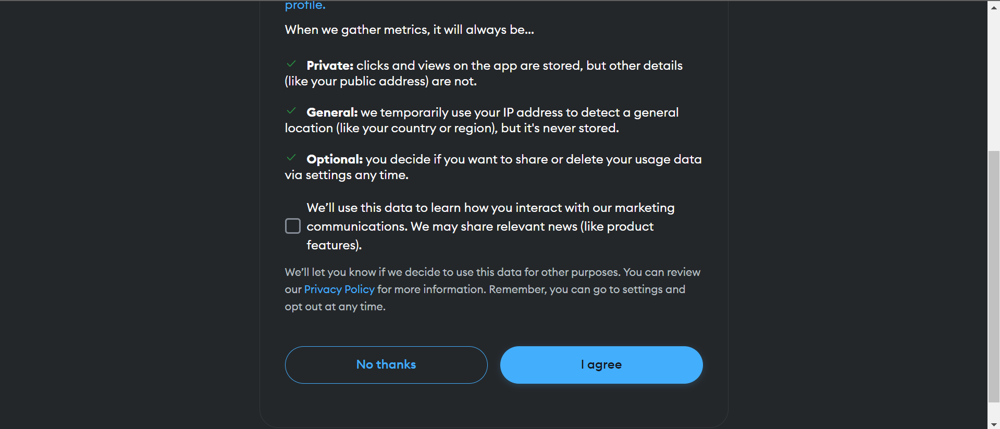 profile.
When we gather metrics, it will always be...
Private: clicks and views on the app are stored, but other details
(like your public address) are not.
General: we temporarily use your IP address to detect a general
location (like your country or region), but it's never stored.
Optional: you decide if you want to share or delete your usage data
via settings any time.
We’ll use this data to learn how you interact with our marketing
communications. We may share relevant news (like product
features).
We’ll let you know if we decide to use this data for other purposes. You can review
our Privacy Policy for more information. Remember, you can go to settings and
opt out at any time.
No thanks
I agree